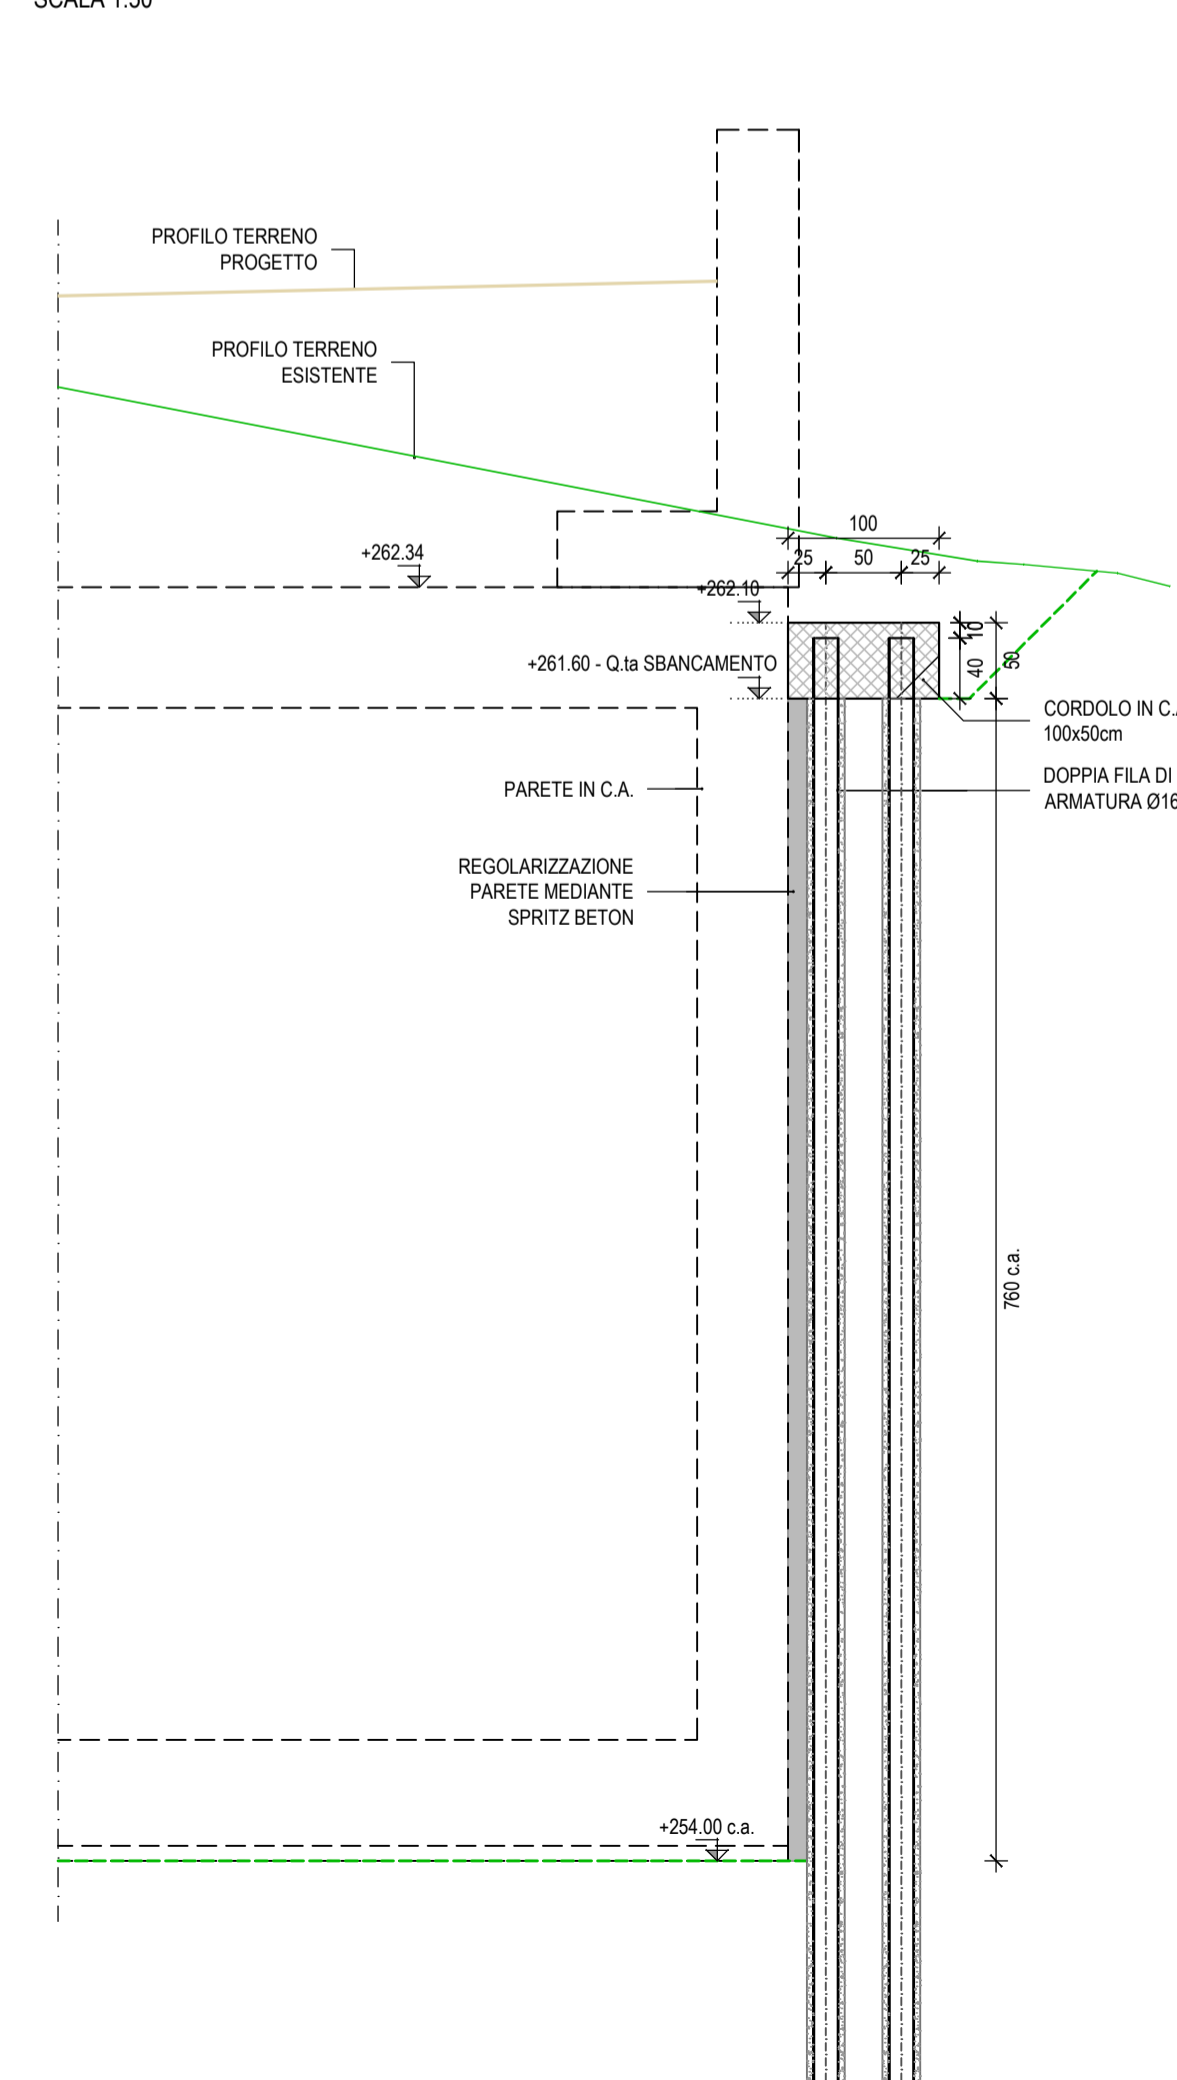 SCALA 1:50
PROFILO TERRENO
PROGETTO
PROFILO TERRENO
ESISTENTE
100
25
50
25
+262.34
+262.10
10
40
50
+261.60 - Q.ta SBANCAMENTO
CORDOLO IN C.
100x50cm
PARETE IN C.A.
DOPPIA FILA DI
ARMATURA Ø16
REGOLARIZZAZIONE
PARETE MEDIANTE
SPRITZ BETON
760 c.a.
+254.00 c.a.